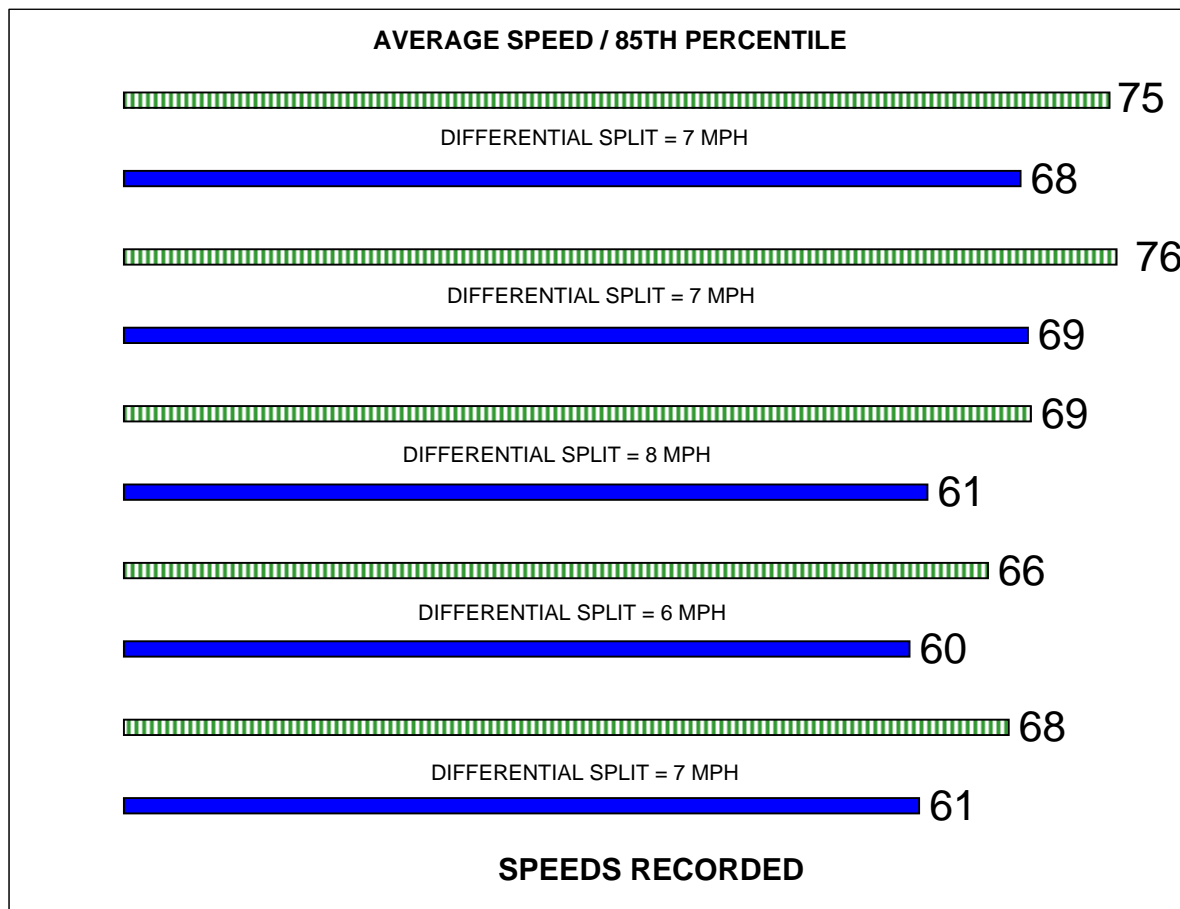 AVERAGE SPEED / 85TH PERCENTILE
75
DIFFERENTIAL SPLIT = 7 MPH
68
76
DIFFERENTIAL SPLIT = 7 MPH
69
69
DIFFERENTIAL SPLIT = 8 MPH
61
66
DIFFERENTIAL SPLIT = 6 MPH
60
68
DIFFERENTIAL SPLIT = 7 MPH
61
SPEEDS RECORDED